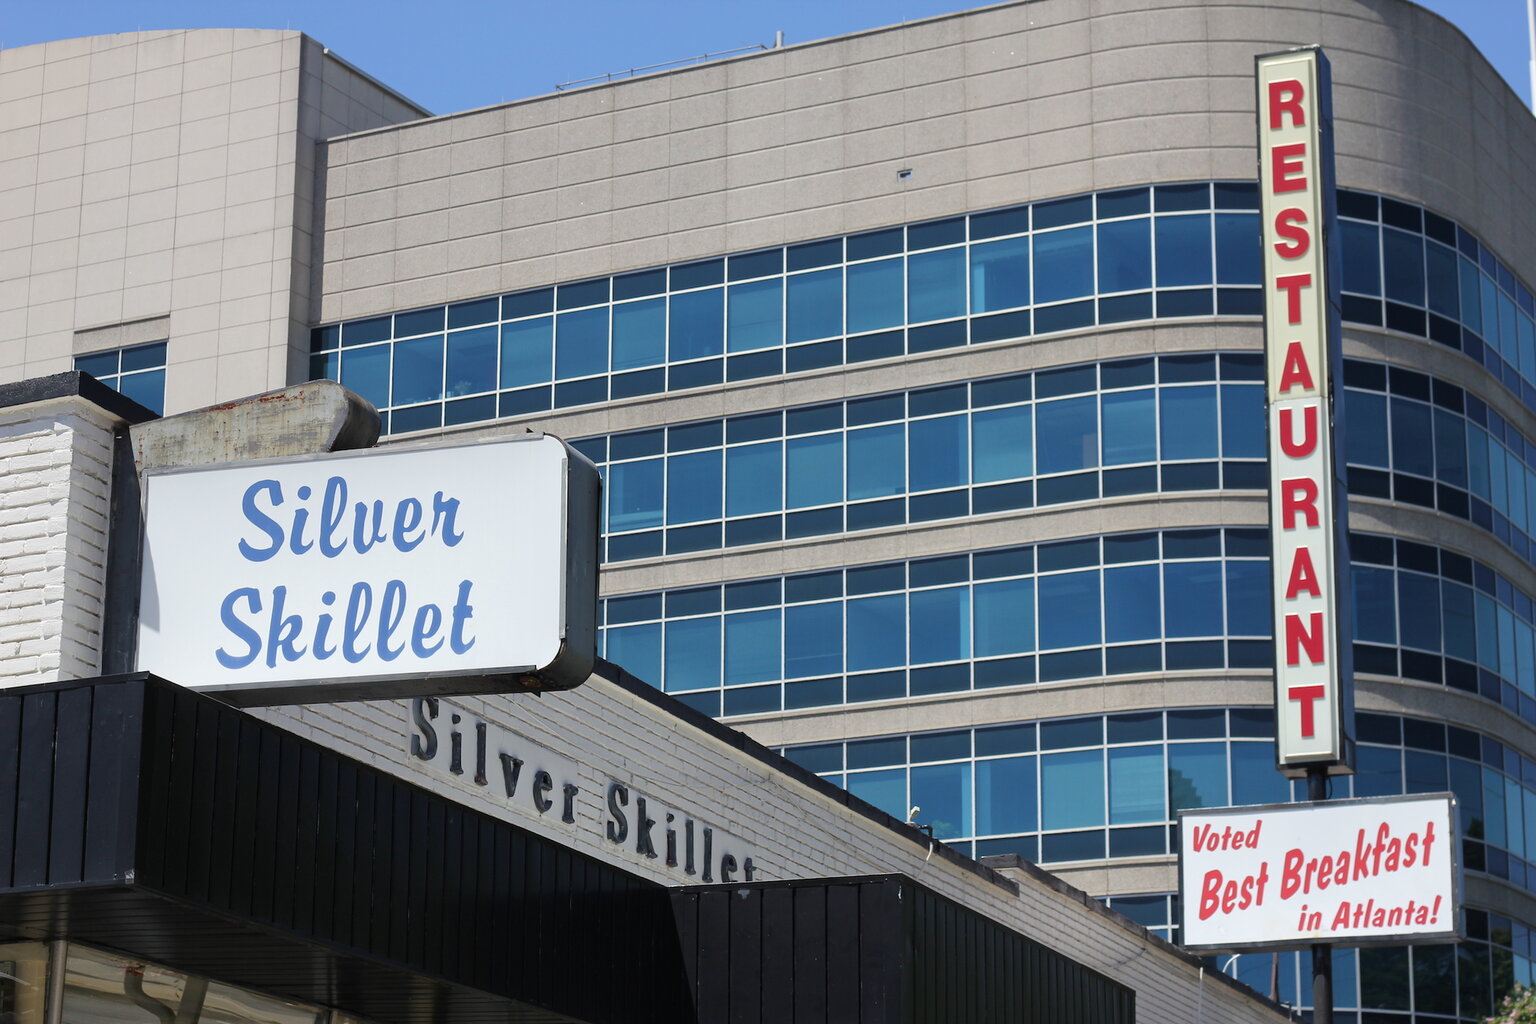 Silver
Skillet
Silver Skillet
RESTAURANT
Voted
Best Breakfast
in Atlanta!